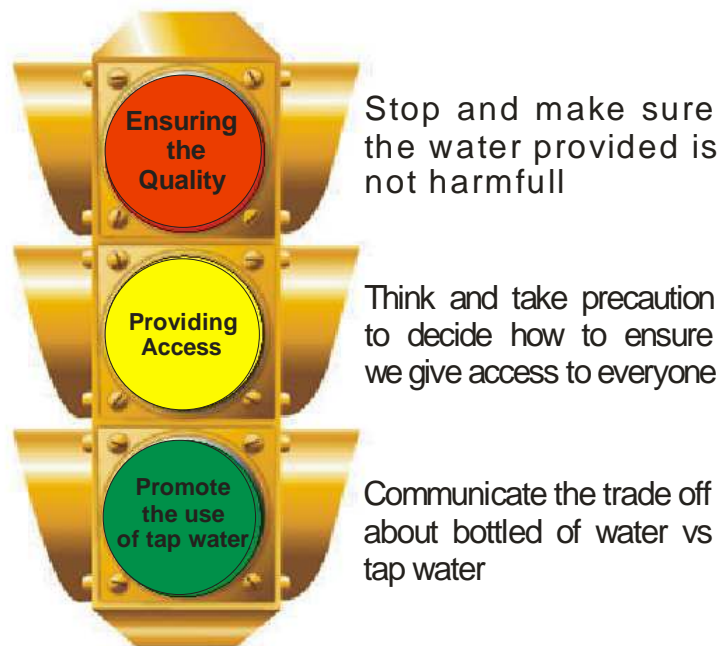 Ensuring
the
Quality
Stop and make sure
the water provided is
not harmfull
Providing
Access
Think and take precaution
to decide how to ensure
we give access to everyone
Promote
the use
of tap water
Communicate the trade off
about bottled of water vs
tap water